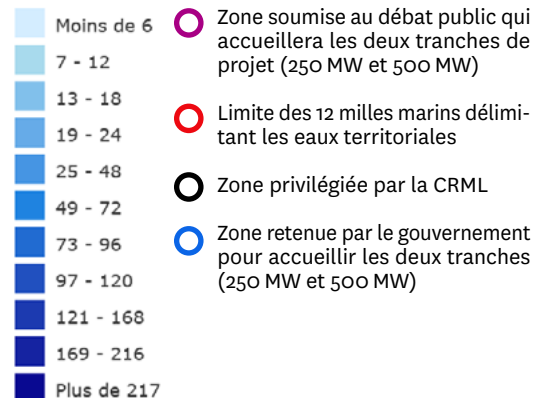 Moins de 6
7 - 12
13 - 18
19 - 24
25 - 48
49 - 72
73 - 96
97 - 120
121 - 168
169 - 216
Plus de 217
Zone soumise au débat public qui
accueillera les deux tranches de
projet (250 MW et 500 MW)
Limite des 12 milles marins délimi-
tant les eaux territoriales
Zone privilégiée par la CRML
Zone retenue par le gouvernement
pour accueillir les deux tranches
(250 MW et 500 MW)